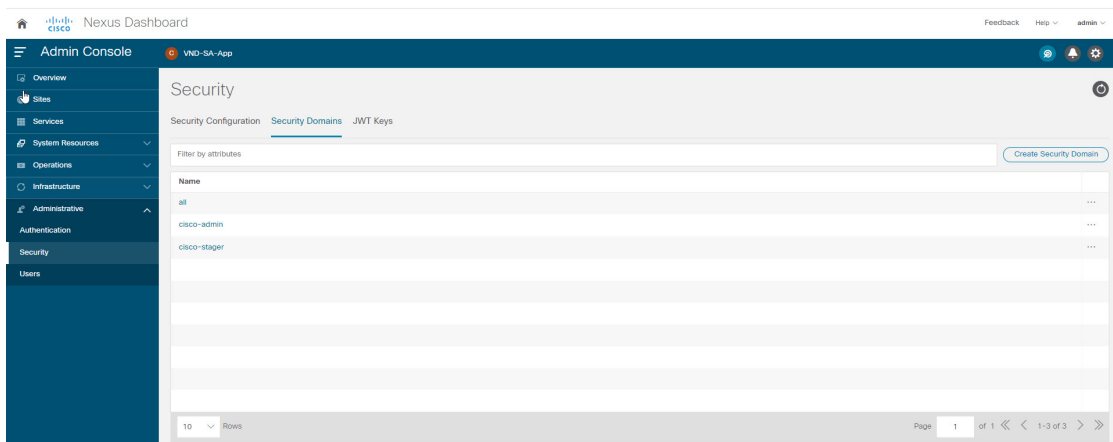 CISCO Nexus Dashboard Feedback Help admin
Admin Console C VND-SA-App
Overview
Sites
Services
System Resources
Operations
Infrastructure
Administrative
Authentication
Security
Users
Security
Security Configuration Security Domains JWT Keys
Filter by attributes Create Security Domain
Name
all ...
cisco-admin ...
cisco-stager ...
10 Rows Page 1 of 1 1-3 of 3